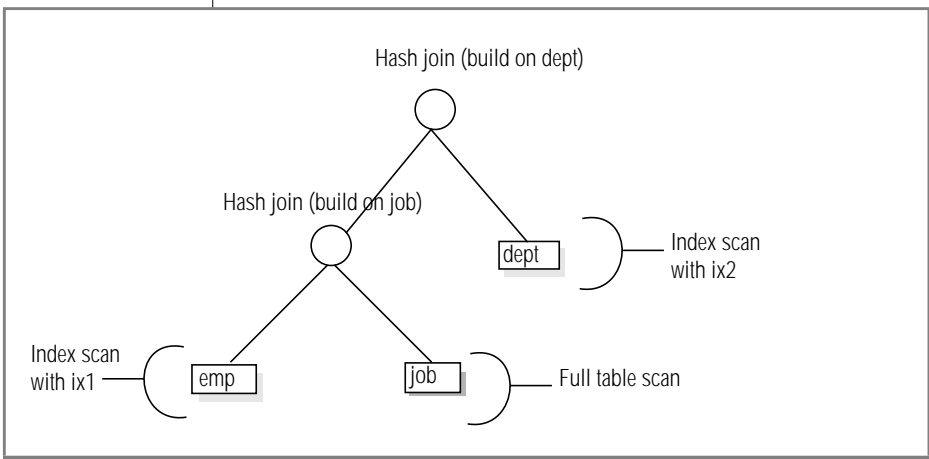 Hash join (build on dept)
Hash join (build on job)
dept
Index scan
with ix2
Index scan
with ix1
emp
job
Full table scan